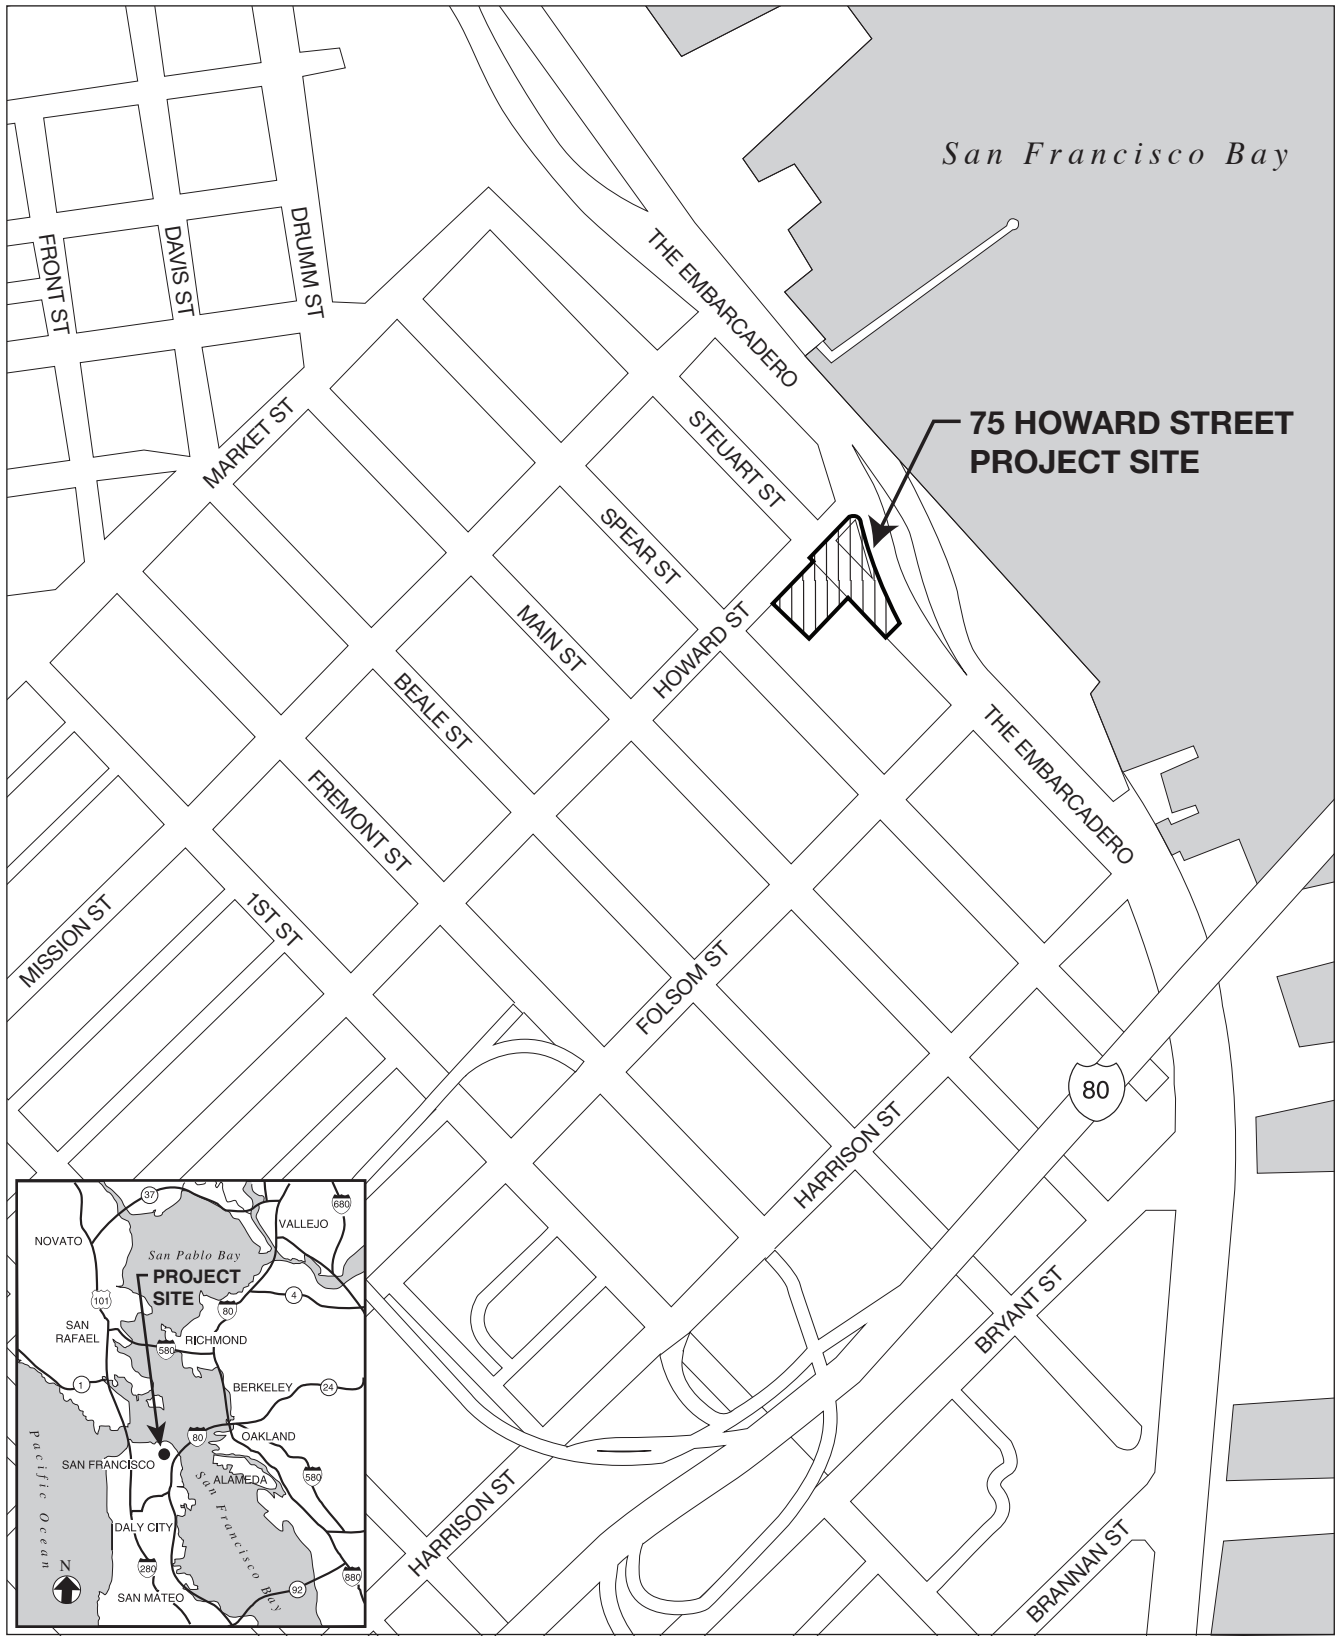 San Francisco Bay
FRONT ST
DAVIS ST
DRUMM ST
THE EMBARCADERO
MARKET ST
STEUART ST
75 HOWARD STREET
PROJECT SITE
SPEAR ST
MAIN ST
HOWARD ST
BEALE ST
THE EMBARCADERO
FREMONT ST
1ST ST
MISSION ST
FOLSOM ST
80
HARRISON ST
BRYANT ST
HARRISON ST
BRANNAN ST
37
680
VALLEJO
NOVATO
San Pablo Bay
PROJECT
SITE
101
80
4
SAN
RAFAEL
580
RICHMOND
1
BERKELEY
24
80
OAKLAND
SAN FRANCISCO
ALAMEDA
580
Pacific Ocean
San Francisco Bay
DALY CITY
N
280
880
92
SAN MATEO